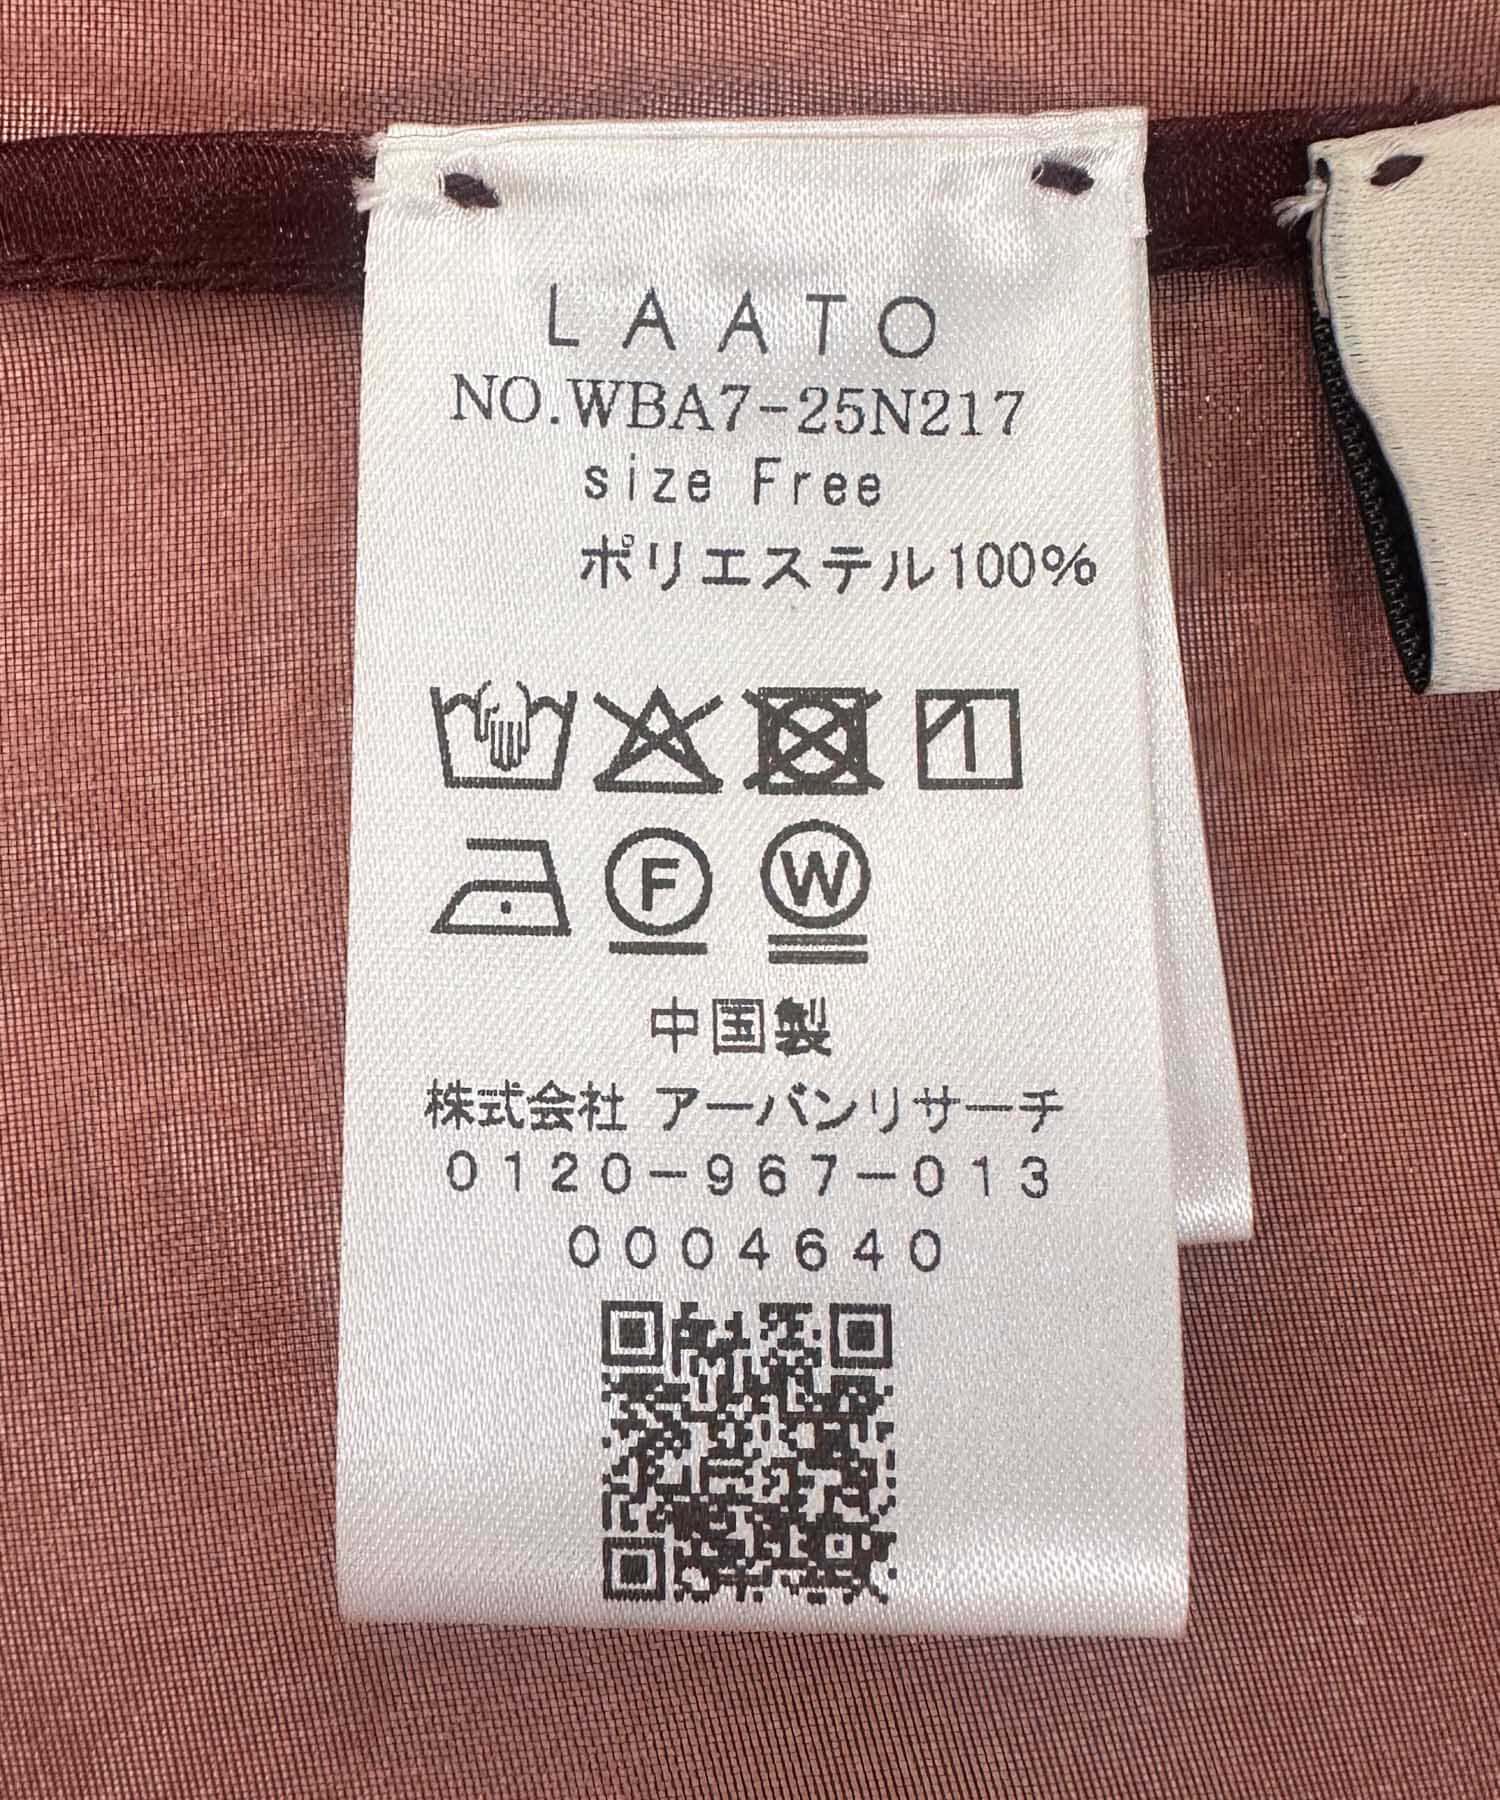 LAATO
NO.WBA7-25N217
size Free
ポリエステル100%
F W
中国製
株式会社 アーバンリサーチ
0120-967-013
0004640